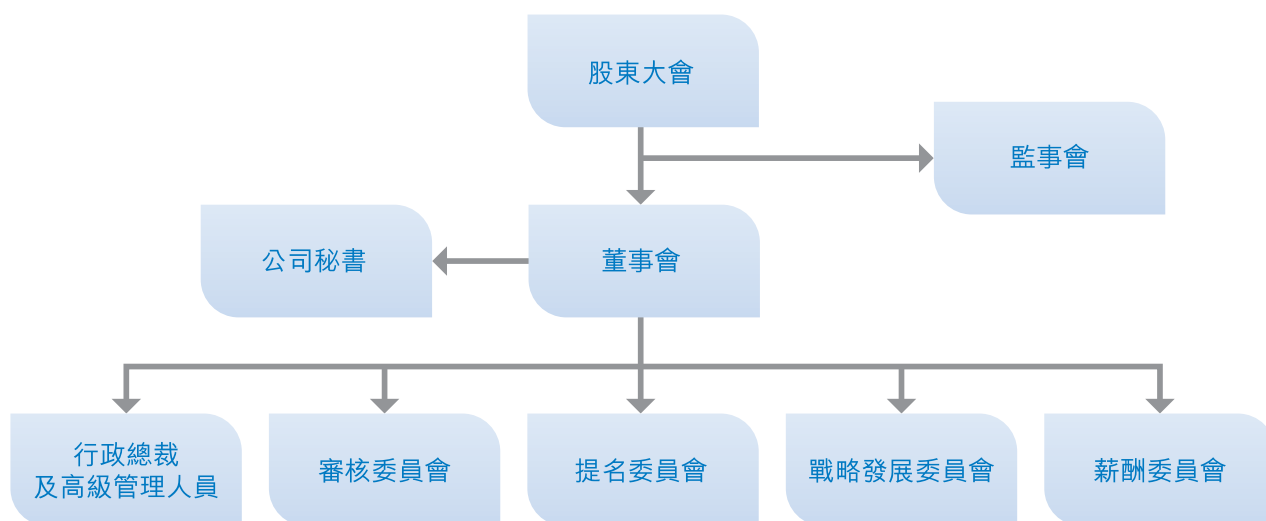 股東大會
監事會
公司秘書
董事會
行政總裁
及高級管理人員
審核委員會
提名委員會
戰略發展委員會
薪酬委員會